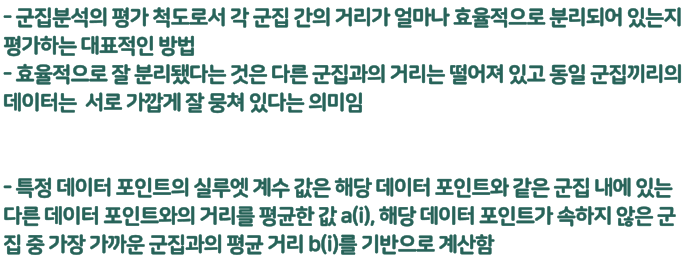 - 군집분석의 평가 척도로서 각 군집 간의 거리가 얼마나 효율적으로 분리되어 있는지
평가하는 대표적인 방법
- 효율적으로 잘 분리됐다는 것은 다른 군집과의 거리는 떨어져 있고 동일 군집끼리의
데이터는 서로 가깝게 잘 뭉쳐 있다는 의미임
- 특정 데이터 포인트의 실루엣 계수 값은 해당 데이터 포인트와 같은 군집 내에 있는
다른 데이터 포인트와의 거리를 평균한 값 a(i), 해당 데이터 포인트가 속하지 않은 군
집 중 가장 가까운 군집과의 평균 거리 b(i)를 기반으로 계산함